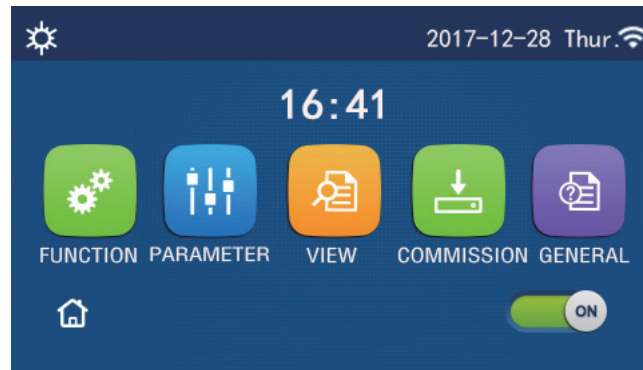 2017-12-28 Thur.
16:41
FUNCTION PARAMETER VIEW COMMISSION GENERAL
ON